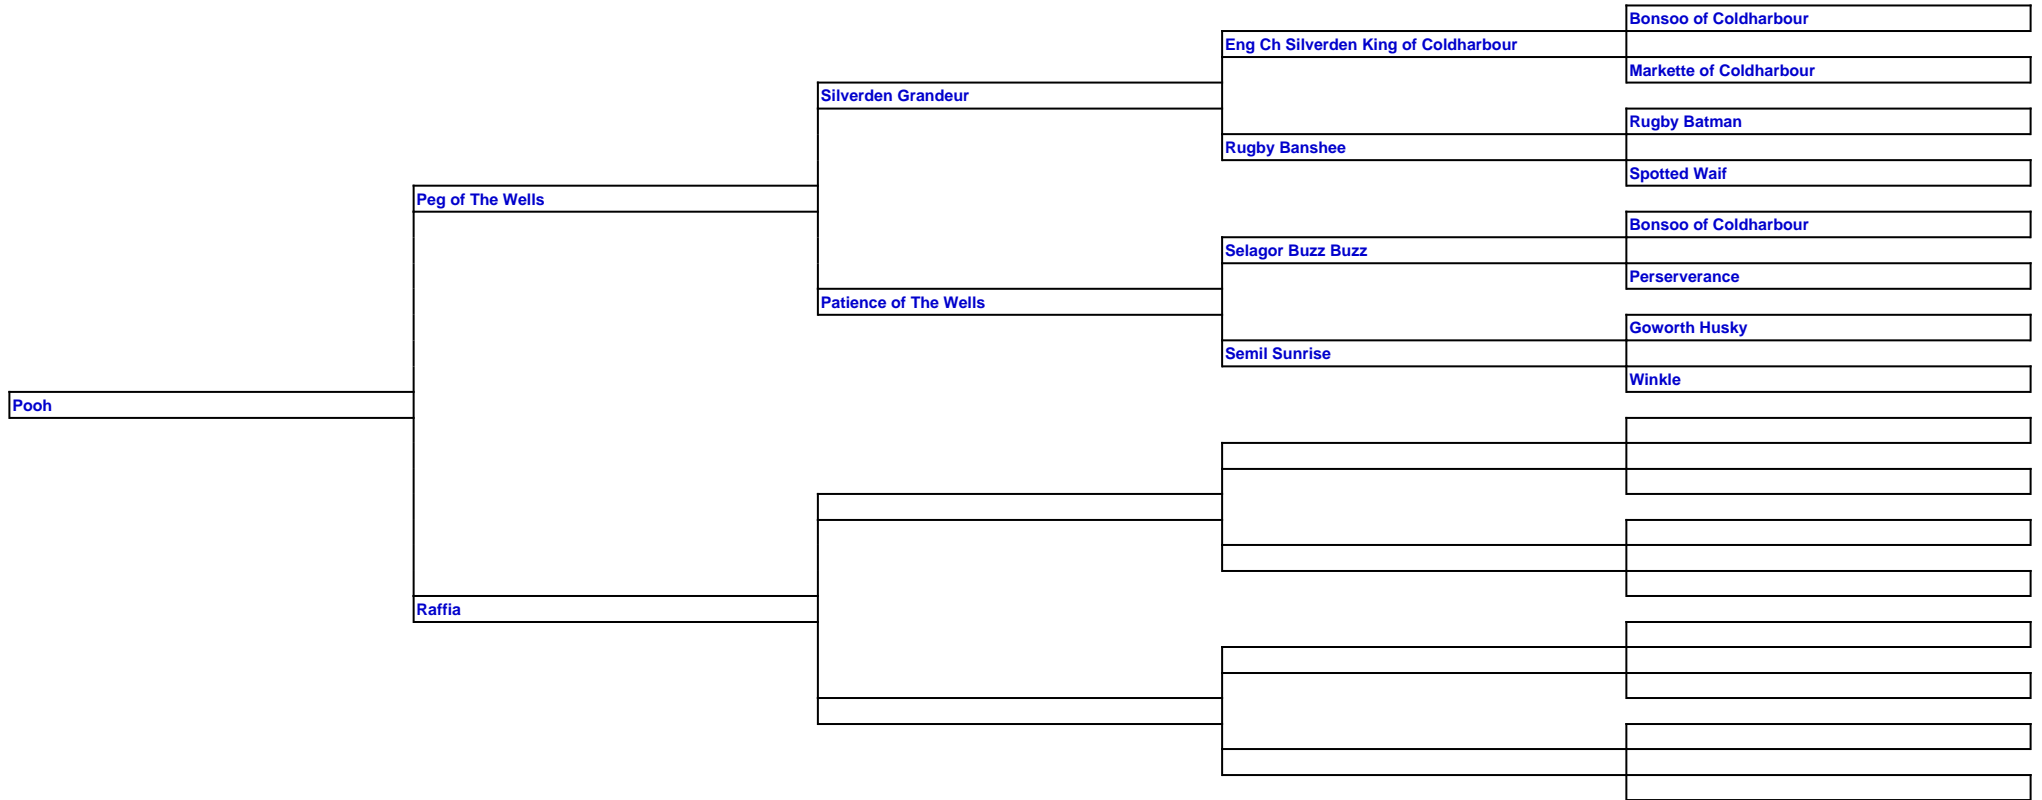 Bonsoo of Coldharbour
Eng Ch Silverden King of Coldharbour
Markette of Coldharbour
Silverden Grandeur
Rugby Batman
Rugby Banshee
Spotted Waif
Peg of The Wells
Bonsoo of Coldharbour
Selagor Buzz Buzz
Perserverance
Patience of The Wells
Goworth Husky
Semil Sunrise
Winkle
Pooh
Raffia